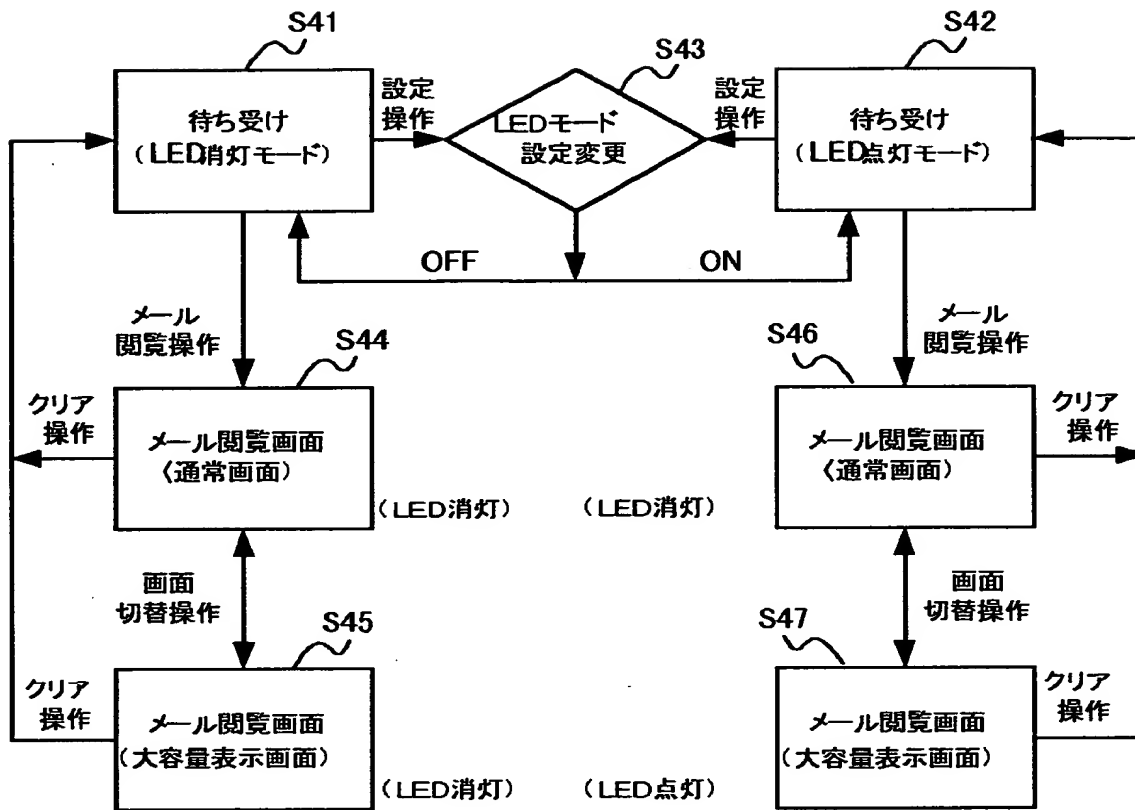 S41
S43
S42
待ち受け
(LED消灯モード)
設定
操作
LEDモード
設定変更
設定
操作
待ち受け
(LED点灯モード)
OFF
ON
メール
閲覧操作
S44
メール
閲覧操作
S46
クリア
操作
メール閲覧画面
〈通常画面）
(LED消灯)
(LED消灯)
メール閲覧画面
〈通常画面）
クリア
操作
画面
切替操作
S45
画面
切替操作
S47
クリア
操作
メール閲覧画面
(大容量表示画面)
(LED消灯)
(LED点灯)
メール閲覧画面
(大容量表示画面)
クリア
操作